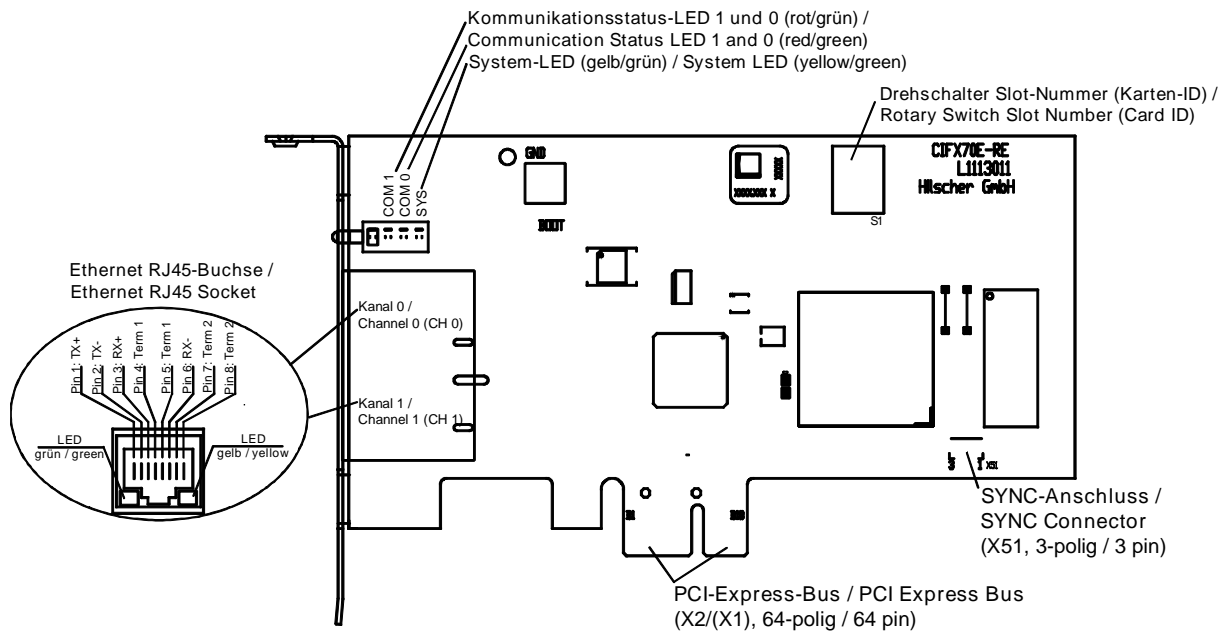 Kommunikationsstatus-LED 1 und 0 (rot/grün) /
Communication Status LED 1 and 0 (red/green)
System-LED (gelb/grün) / System LED (yellow/green)
Drehschalter Slot-Nummer (Karten-ID) /
Rotary Switch Slot Number (Card ID)
GND
BOOT
COM 1
COM 0
SYS
XXXXX
XXXXXXX X
S1
CIFX70E-RE
L1113011
Hilscher GmbH
Ethernet RJ45-Buchse /
Ethernet RJ45 Socket
Kanal 0 /
Channel 0 (CH 0)
Kanal 1 /
Channel 1 (CH 1)
Pin 1: TX+
Pin 2: TX-
Pin 3: RX+
Pin 4: Term 1
Pin 5: Term 1
Pin 6: RX-
Pin 7: Term 2
Pin 8: Term 2
LED
grün / green
LED
gelb / yellow
3
1
X51
SYNC-Anschluss /
SYNC Connector
(X51, 3-polig / 3 pin)
PCI-Express-Bus / PCI Express Bus
(X2/(X1), 64-polig / 64 pin)